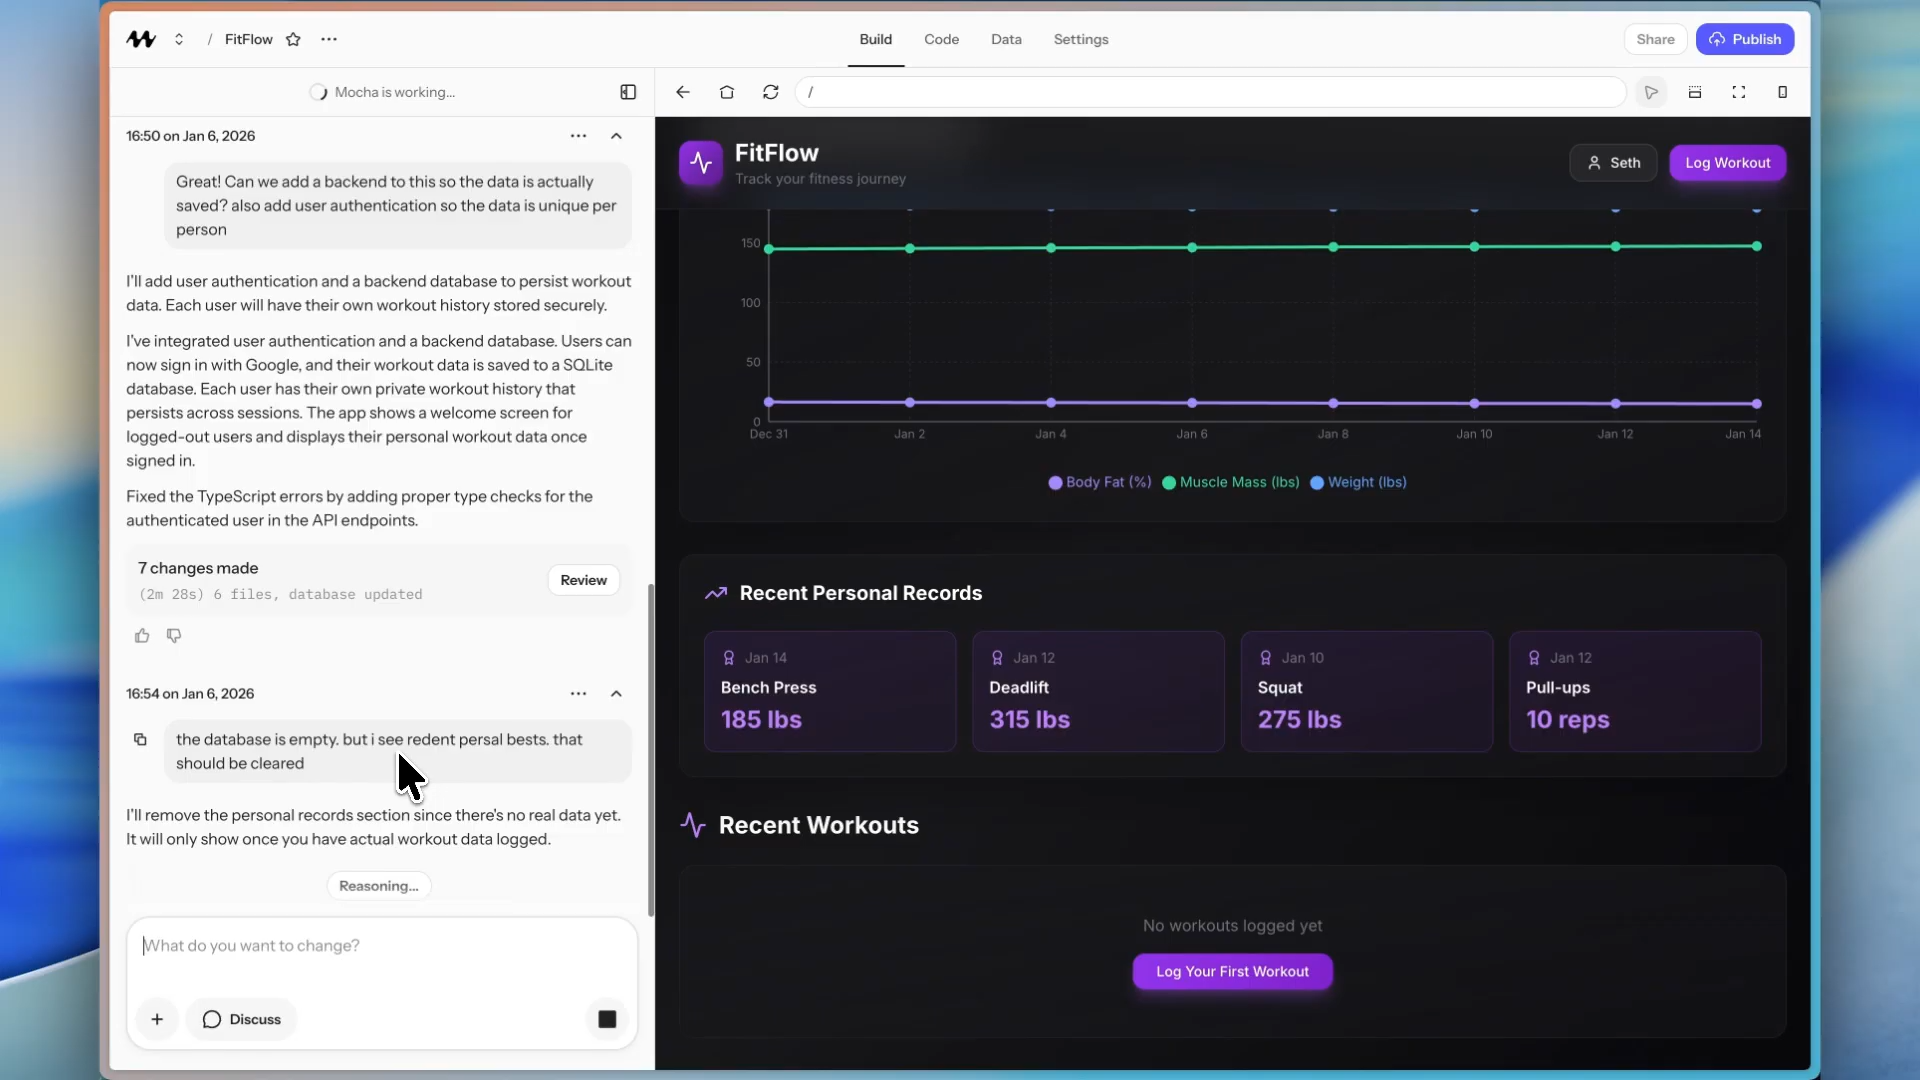 / FitFlow
Build Code Data Settings
Share Publish
Mocha is working...
/
16:50 on Jan 6, 2026
Great! Can we add a backend to this so the data is actually
saved? also add user authentication so the data is unique per
person
I'll add user authentication and a backend database to persist workout
data. Each user will have their own workout history stored securely.
I've integrated user authentication and a backend database. Users can
now sign in with Google, and their workout data is saved to a SQLite
database. Each user has their own private workout history that
persists across sessions. The app shows a welcome screen for
logged-out users and displays their personal workout data once
signed in.
Fixed the TypeScript errors by adding proper type checks for the
authenticated user in the API endpoints.
7 changes made
(2m 28s) 6 files, database updated
Review
16:54 on Jan 6, 2026
the database is empty. but i see redent persal bests. that
should be cleared
I'll remove the personal records section since there's no real data yet.
It will only show once you have actual workout data logged.
Reasoning...
What do you want to change?
+ Discuss
FitFlow
Track your fitness journey
Seth
Log Workout
150
100
50
0
Dec 31 Jan 2 Jan 4 Jan 6 Jan 8 Jan 10 Jan 12 Jan 14
Body Fat (%) Muscle Mass (lbs) Weight (lbs)
Recent Personal Records
Jan 14
Bench Press
185 lbs
Jan 12
Deadlift
315 lbs
Jan 10
Squat
275 lbs
Jan 12
Pull-ups
10 reps
Recent Workouts
No workouts logged yet
Log Your First Workout